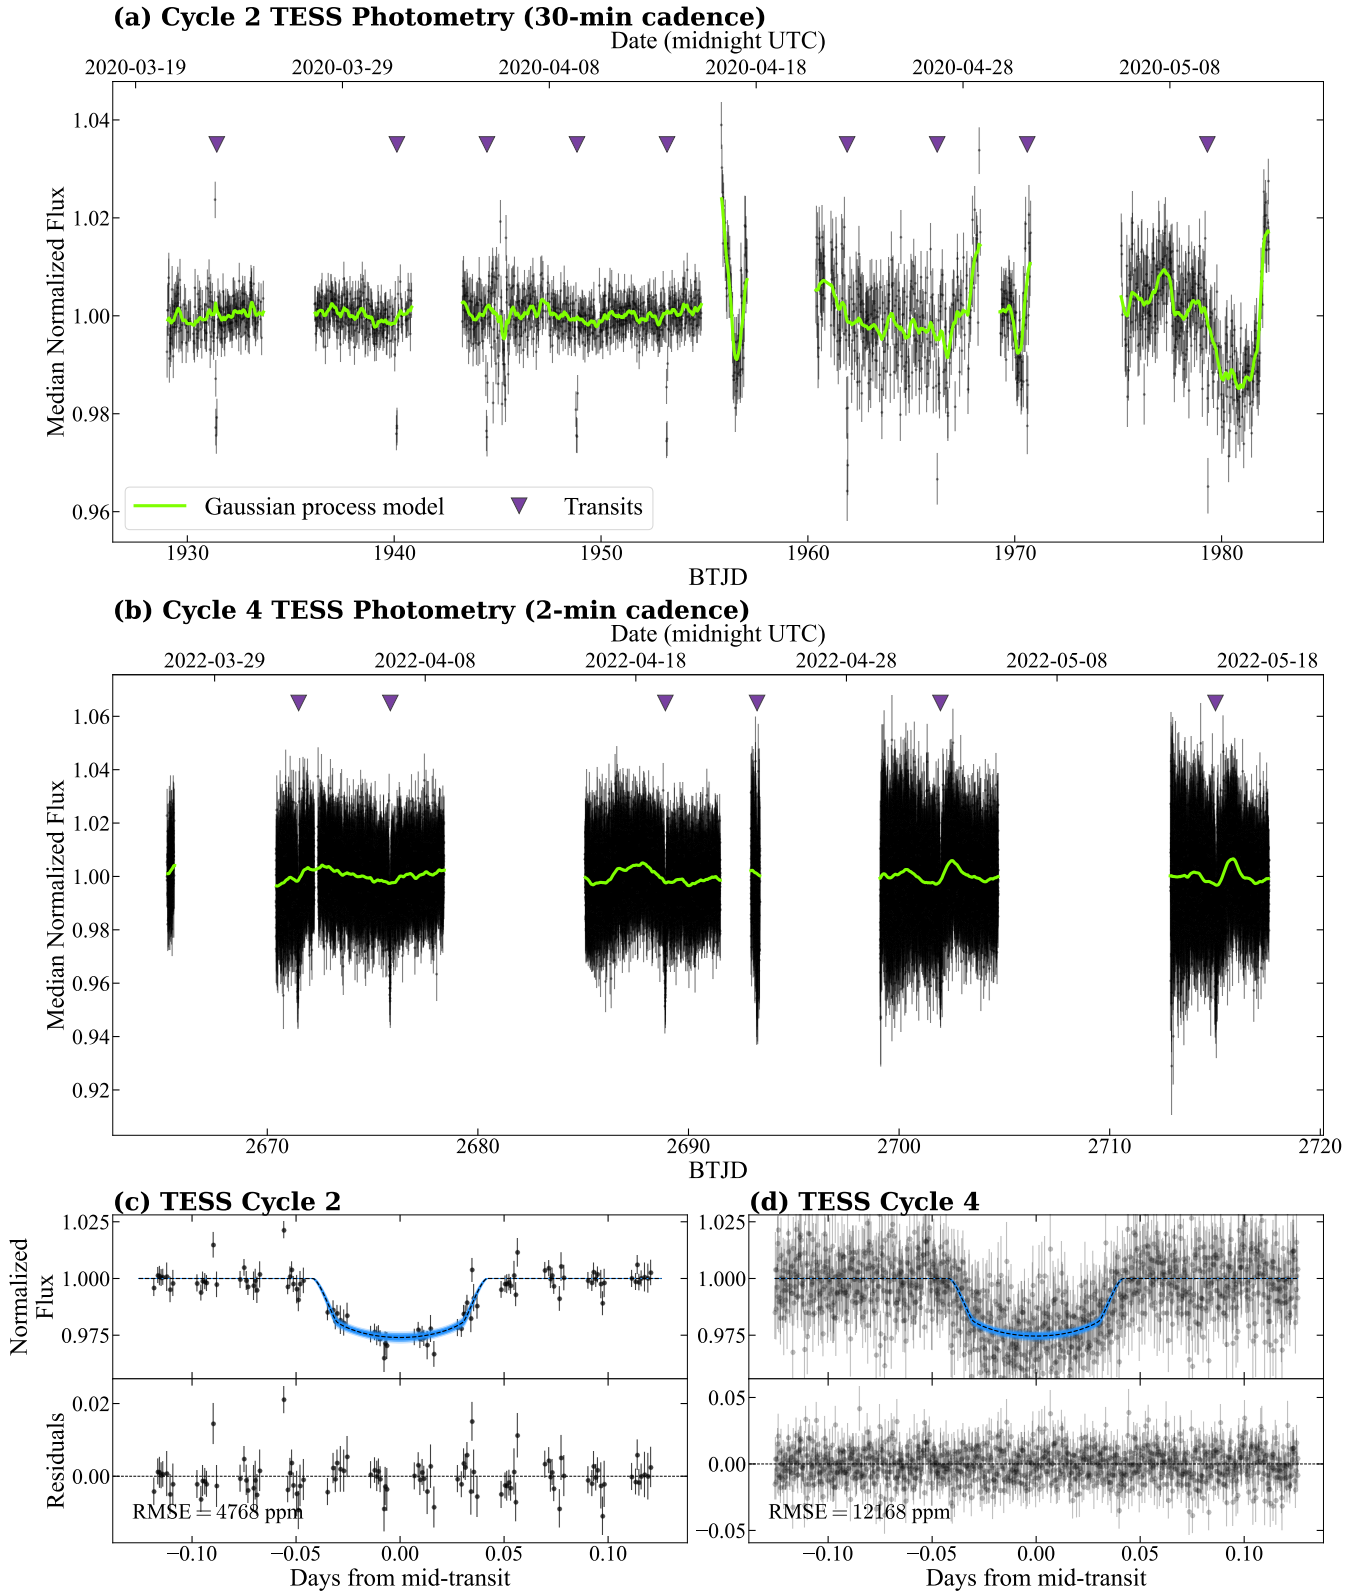 (a) Cycle 2 TESS Photometry (30-min cadence)
Date (midnight UTC)
2020-03-19 2020-03-29 2020-04-08 2020-04-18 2020-04-28 2020-05-08
Median Normalized Flux
1.04
1.02
1.00
0.98
0.96
Gaussian process model
Transits
1930 1940 1950 1960 1970 1980
BTJD
(b) Cycle 4 TESS Photometry (2-min cadence)
Date (midnight UTC)
2022-03-29 2022-04-08 2022-04-18 2022-04-28 2022-05-08 2022-05-18
Median Normalized Flux
1.06
1.04
1.02
1.00
0.98
0.96
0.94
0.92
2670 2680 2690 2700 2710 2720
BTJD
(c) TESS Cycle 2
Normalized
Flux
1.025
1.000
0.975
Residuals
0.02
0.00
RMSE = 4768 ppm
−0.10 −0.05 0.00 0.05 0.10
Days from mid-transit
(d) TESS Cycle 4
1.025
1.000
0.975
0.05
0.00
−0.05
RMSE = 12168 ppm
−0.10 −0.05 0.00 0.05 0.10
Days from mid-transit